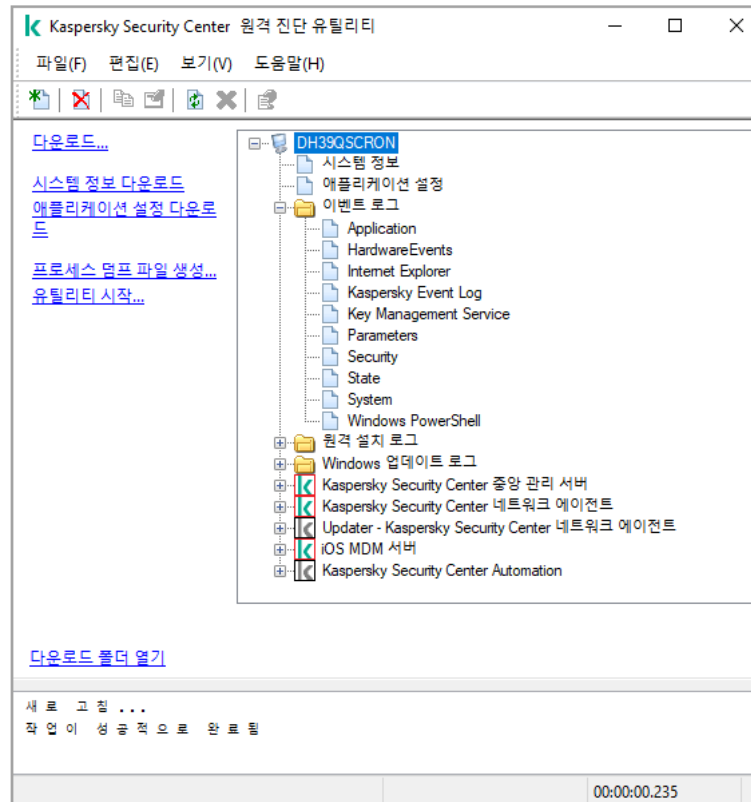 Kaspersky Security Center 원격 진단 유틸리티
파일(F) 편집(E) 보기(V) 도움말(H)
다운로드...
시스템 정보 다운로드
애플리케이션 설정 다운로
드
프로세스 덤프 파일 생성...
유틸리티 시작...
DH39QSCRON
시스템 정보
애플리케이션 설정
이벤트 로그
Application
HardwareEvents
Internet Explorer
Kaspersky Event Log
Key Management Service
Parameters
Security
State
System
Windows PowerShell
원격 설치 로그
Windows 업데이트 로그
Kaspersky Security Center 중앙 관리 서버
Kaspersky Security Center 네트워크 에이전트
Updater - Kaspersky Security Center 네트워크 에이전트
iOS MDM 서버
Kaspersky Security Center Automation
다운로드 폴더 열기
새로 고침...
작업이 성공적으로 완료됨
00:00:00.235